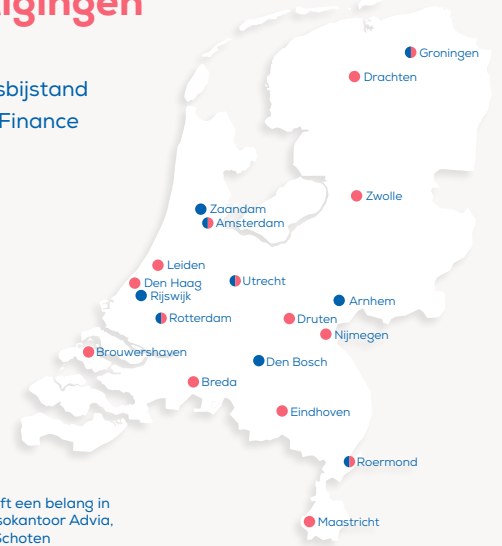 igingen
sbijstand
Finance
Groningen
Drachten
Zwolle
Zaandam
Amsterdam
Leiden
Den Haag
Utrecht
Rijswijk
Arnhem
Rotterdam
Druten
Nijmegen
Brouwershaven
Den Bosch
Breda
Eindhoven
Roermond
ft een belang in
sokantoor Advia,
Schoten
Maastricht